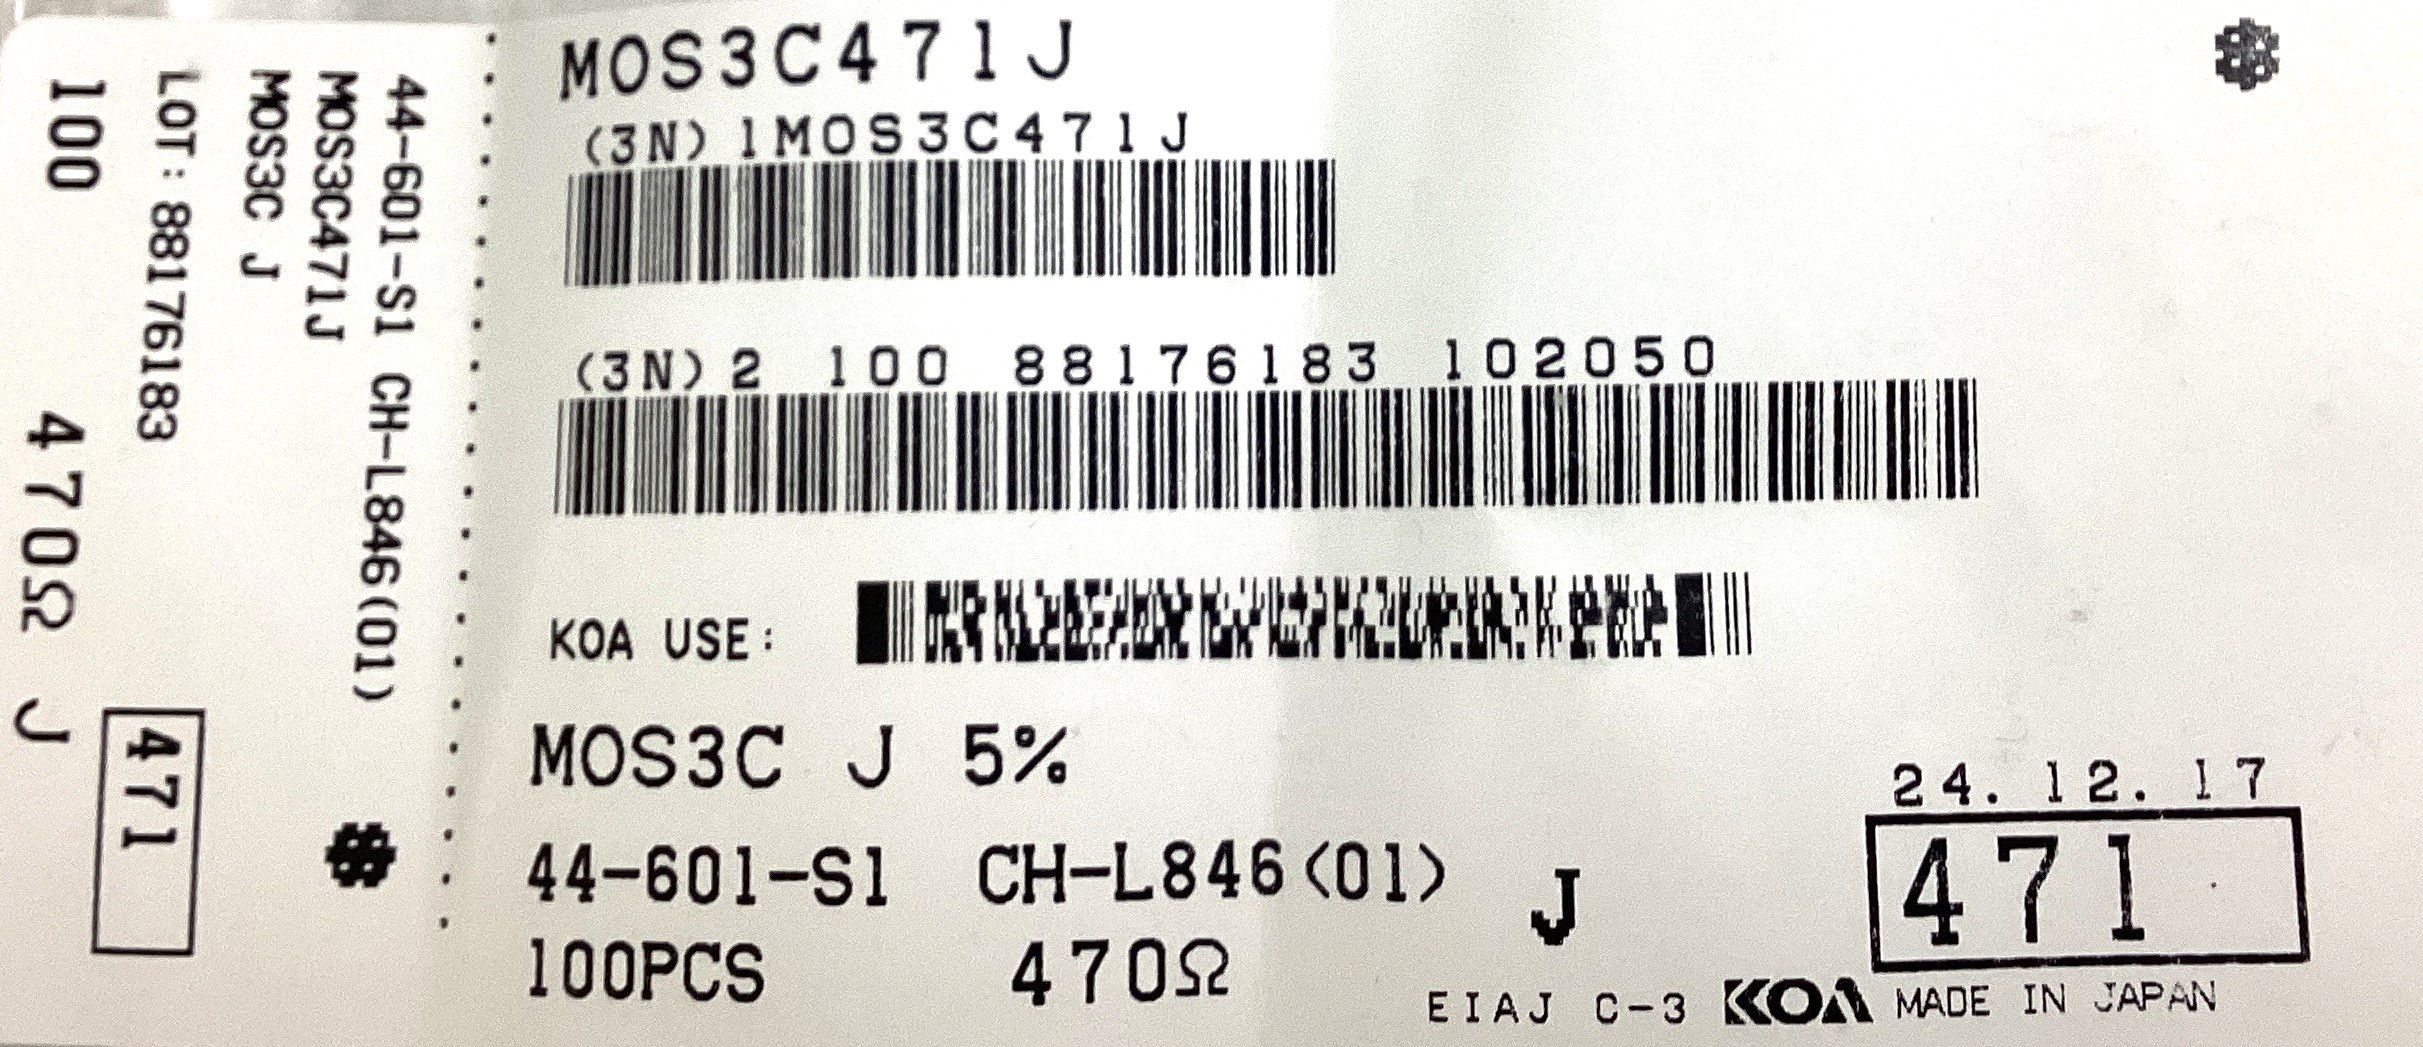 MOS3C471J
(3N)1MOS3C471J
(3N)2 100 88176183 102050
KOA USE:
MOS3C J 5%
44-601-S1 CH-L846(01)
100PCS 470Ω J
24.12.17
471
EIAJ C-3 KOA MADE IN JAPAN
44-601-S1 CH-L846(01)
MOS3C471J
MOS3C J
LOT:88176183
471
100 470Ω J